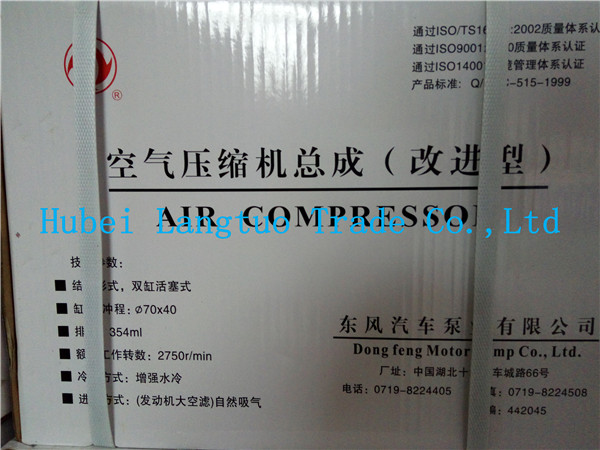 ®
通过ISO/TS16 :2002质量体系认
通过ISO9001 0质量体系认证
通过ISO1400 管理体系认证
产品标准: Q/ C-515-1999
空气压缩机总成（改进型）
AIR COMPRESSO
Hubei Langtuo Trade Co.,Ltd
技 参数:
结 形式，双缸活塞式
缸 冲程: Ø70x40
排 354ml
额 工作转数: 2750r/min
冷 方式: 增强水冷
进 方式: (发动机大空滤)自然吸气
东风汽车泵 有限公司
Dongfeng Motor mp Co., Ltd.
厂址: 中国湖北十 车城路66号
电话: 0719-8224405 真: 0719-8224508
编: 442045